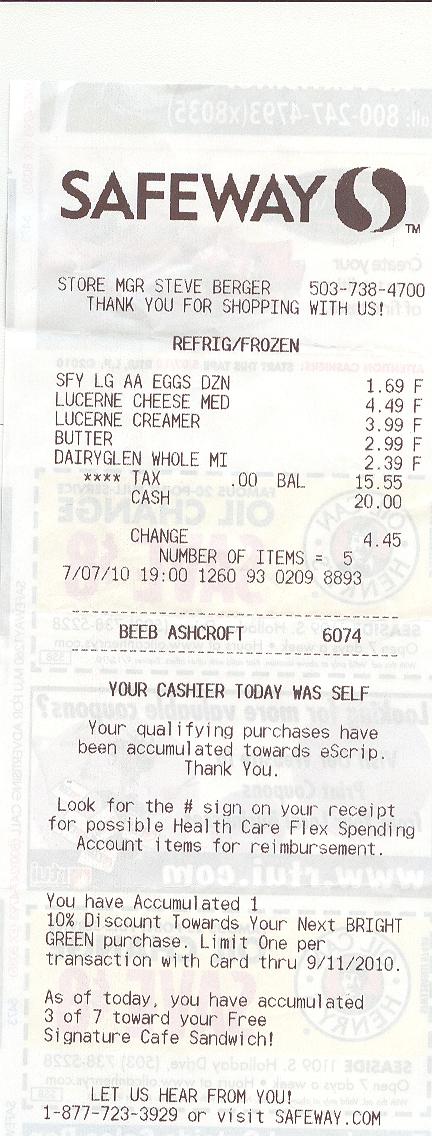 SAFEWAY TM
STORE MGR STEVE BERGER 503-738-4700
THANK YOU FOR SHOPPING WITH US!
REFRIG/FROZEN
SFY LG AA EGGS DZN 1.69 F
LUCERNE CHEESE MED 4.49 F
LUCERNE CREAMER 3.99 F
BUTTER 2.99 F
DAIRYGLEN WHOLE MI 2.39 F
**** TAX .00 BAL 15.55
CASH 20.00
CHANGE 4.45
NUMBER OF ITEMS = 5
7/07/10 19:00 1260 93 0209 8893
BEEB ASHCROFT 6074
YOUR CASHIER TODAY WAS SELF
Your qualifying purchases have
been accumulated towards eScrip.
Thank You.
Look for the # sign on your receipt
for possible Health Care Flex Spending
Account items for reimbursement.
You have Accumulated 1
10% Discount Towards Your Next BRIGHT
GREEN purchase. Limit One per
transaction with Card thru 9/11/2010.
As of today, you have accumulated
3 of 7 toward your Free
Signature Cafe Sandwich!
LET US HEAR FROM YOU!
1-877-723-3929 or visit SAFEWAY.COM